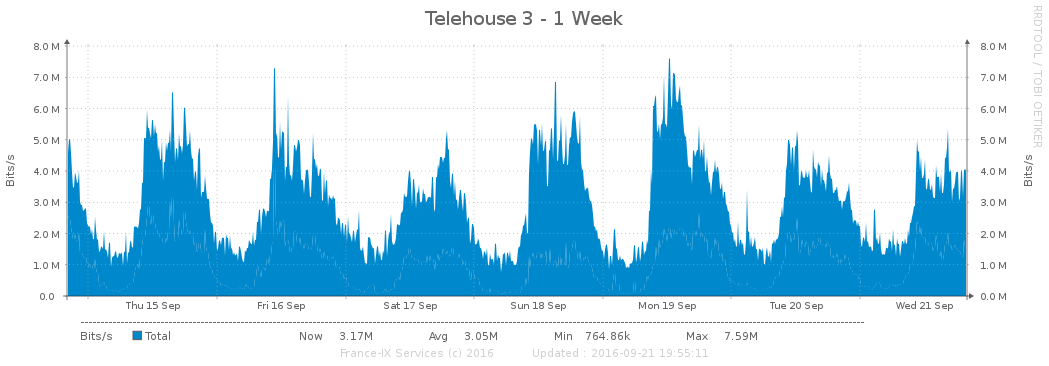 Telehouse 3 - 1 Week
RRDTOOL / TOBI OETIKER
Bits/s
8.0 M
7.0 M
6.0 M
5.0 M
4.0 M
3.0 M
2.0 M
1.0 M
0.0
8.0 M
7.0 M
6.0 M
5.0 M
4.0 M
3.0 M
2.0 M
1.0 M
0.0 M
Bits/s
Thu 15 Sep Fri 16 Sep Sat 17 Sep Sun 18 Sep Mon 19 Sep Tue 20 Sep Wed 21 Sep
Bits/s Total Now 3.17M Avg 3.05M Min 764.86k Max 7.59M
France-IX Services (c) 2016 Updated : 2016-09-21 19:55:11